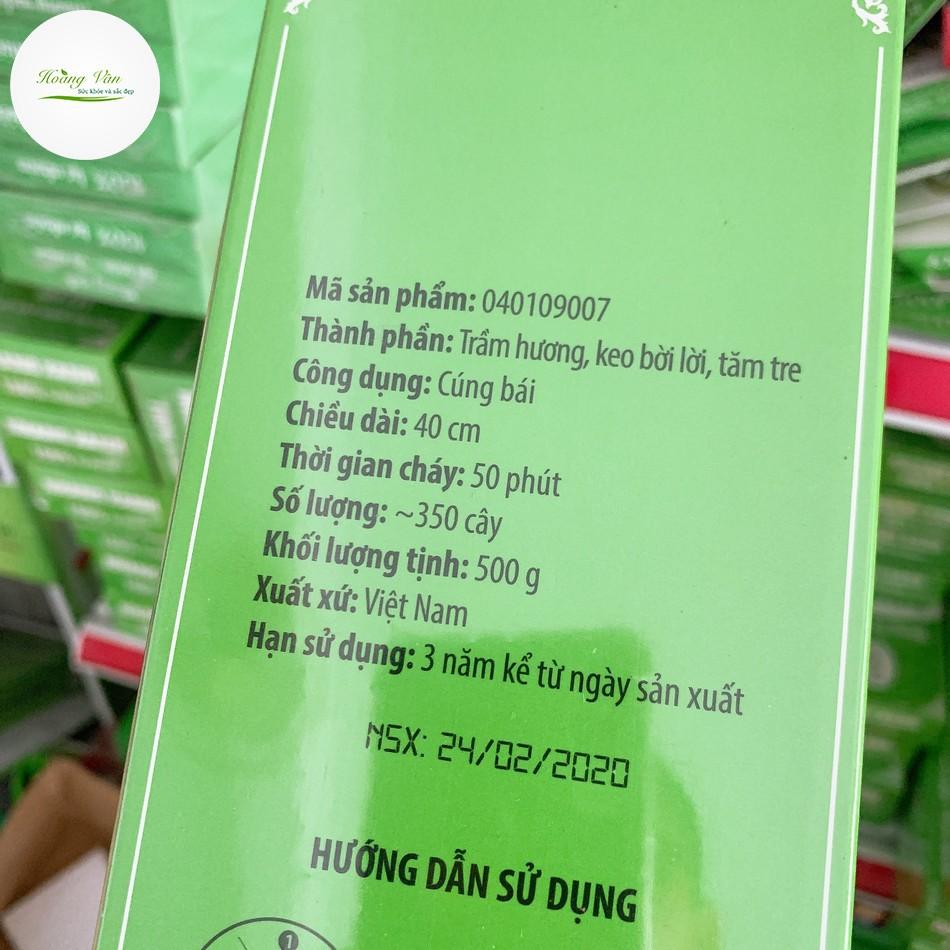 Hoàng Vân
Sức khỏe và sắc đẹp
Mã sản phẩm: 040109007
Thành phần: Trầm hương, keo bời lời, tăm tre
Công dụng: Cúng bái
Chiều dài: 40 cm
Thời gian cháy: 50 phút
Số lượng: ~350 cây
Khối lượng tịnh: 500 g
Xuất xứ: Việt Nam
Hạn sử dụng: 3 năm kể từ ngày sản xuất
NSX: 24/02/2020
HƯỚNG DẪN SỬ DỤNG
1